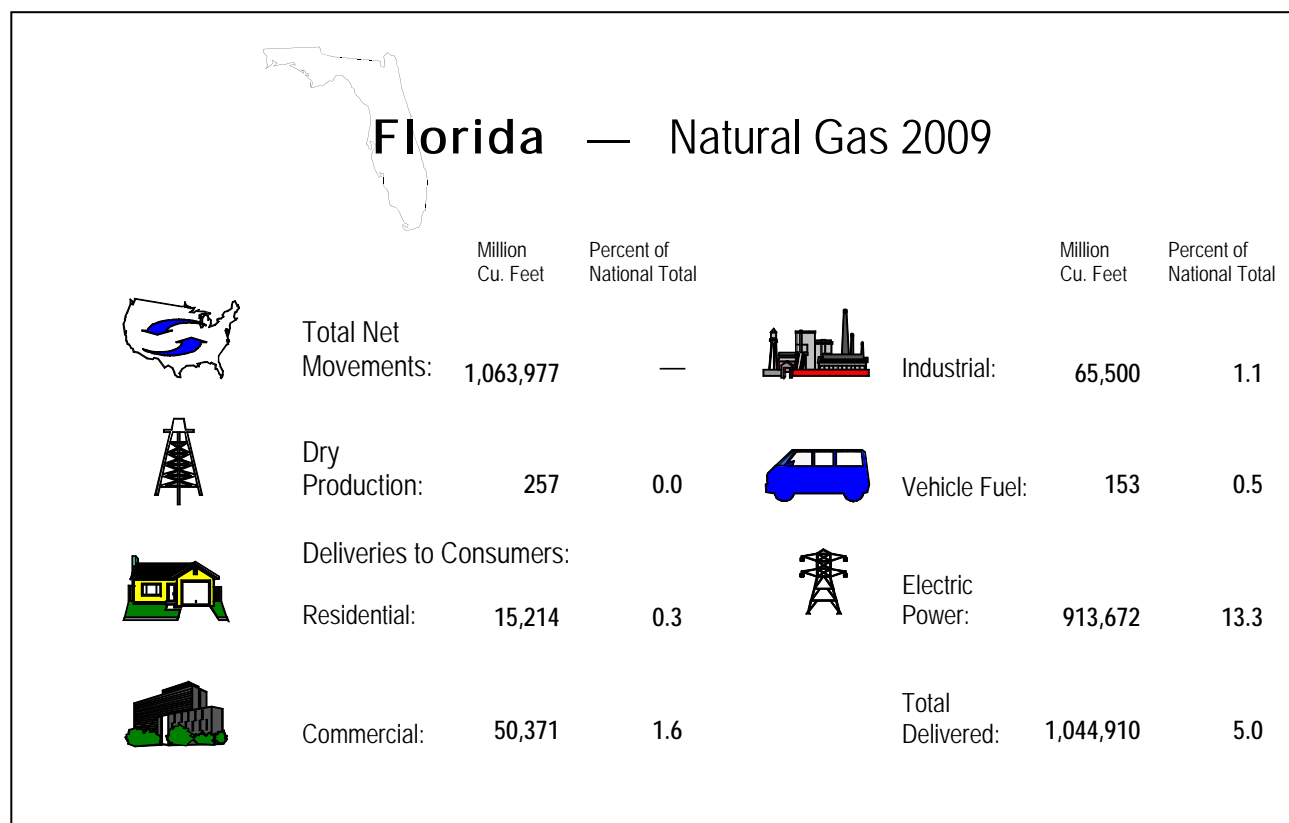 Florida — Natural Gas 2009
Million
Cu. Feet
Percent of
National Total
Total Net
Movements: 1,063,977 —
Dry
Production: 257 0.0
Deliveries to Consumers:
Residential: 15,214 0.3
Commercial: 50,371 1.6
Million
Cu. Feet
Percent of
National Total
Industrial: 65,500 1.1
Vehicle Fuel: 153 0.5
Electric
Power: 913,672 13.3
Total
Delivered: 1,044,910 5.0